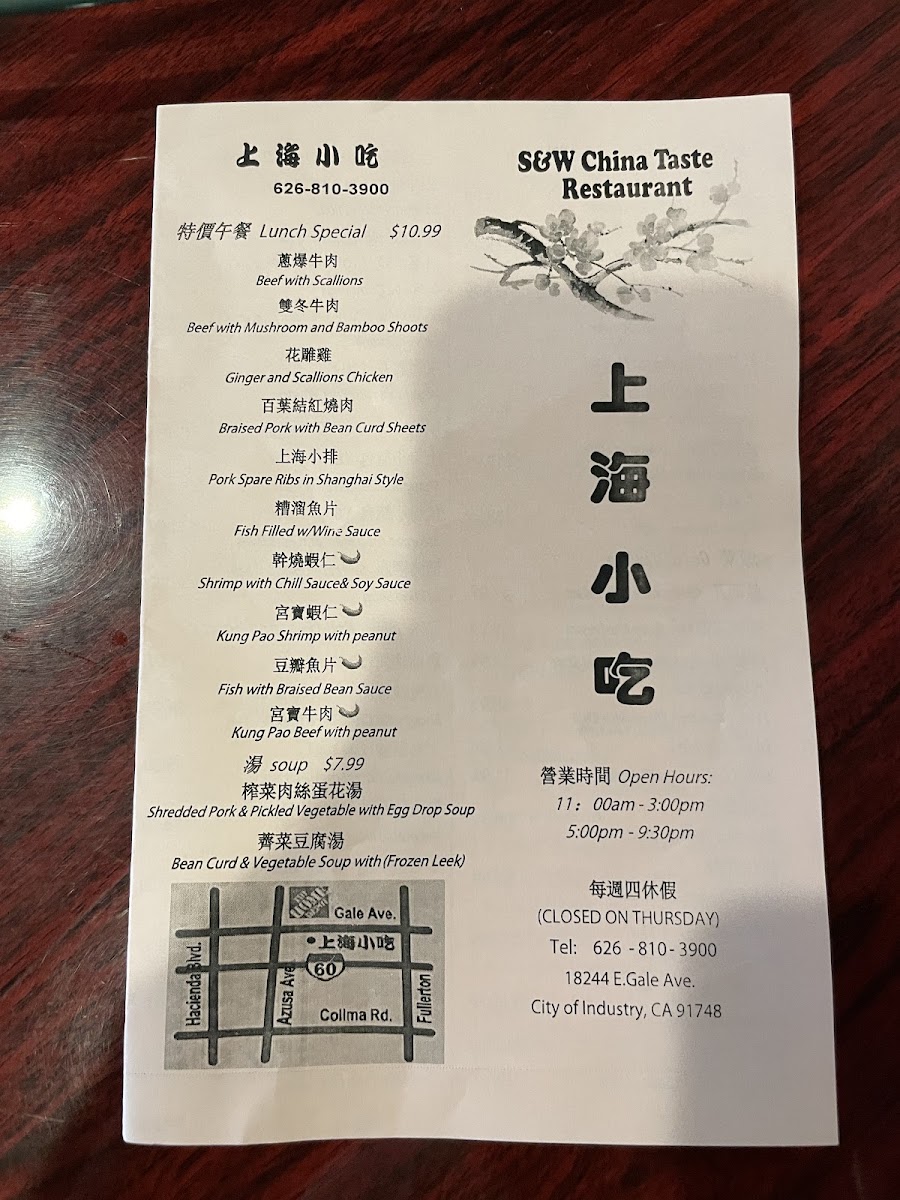 上海小吃
626-810-3900
特價午餐 Lunch Special $10.99
蔥爆牛肉
Beef with Scallions
雙冬牛肉
Beef with Mushroom and Bamboo Shoots
花雕雞
Ginger and Scallions Chicken
百葉結紅燒肉
Braised Pork with Bean Curd Sheets
上海小排
Pork Spare Ribs in Shanghai Style
糟溜魚片
Fish Filled w/Wine Sauce
幹燒蝦仁
Shrimp with Chill Sauce& Soy Sauce
宮寶蝦仁
Kung Pao Shrimp with peanut
豆瓣魚片
Fish with Braised Bean Sauce
宮寶牛肉
Kung Pao Beef with peanut
湯 soup $7.99
榨菜肉絲蛋花湯
Shredded Pork & Pickled Vegetable with Egg Drop Soup
薺菜豆腐湯
Bean Curd & Vegetable Soup with (Frozen Leek)
Gale Ave.
上海小吃
60
Hacienda Blvd.
Azusa Ave
Collma Rd.
Fullerton
S&W China Taste
Restaurant
上
海
小
吃
營業時間 Open Hours:
11：00am - 3:00pm
5:00pm - 9:30pm
每週四休假
(CLOSED ON THURSDAY)
Tel: 626 - 810 - 3900
18244 E.Gale Ave.
City of Industry, CA 91748